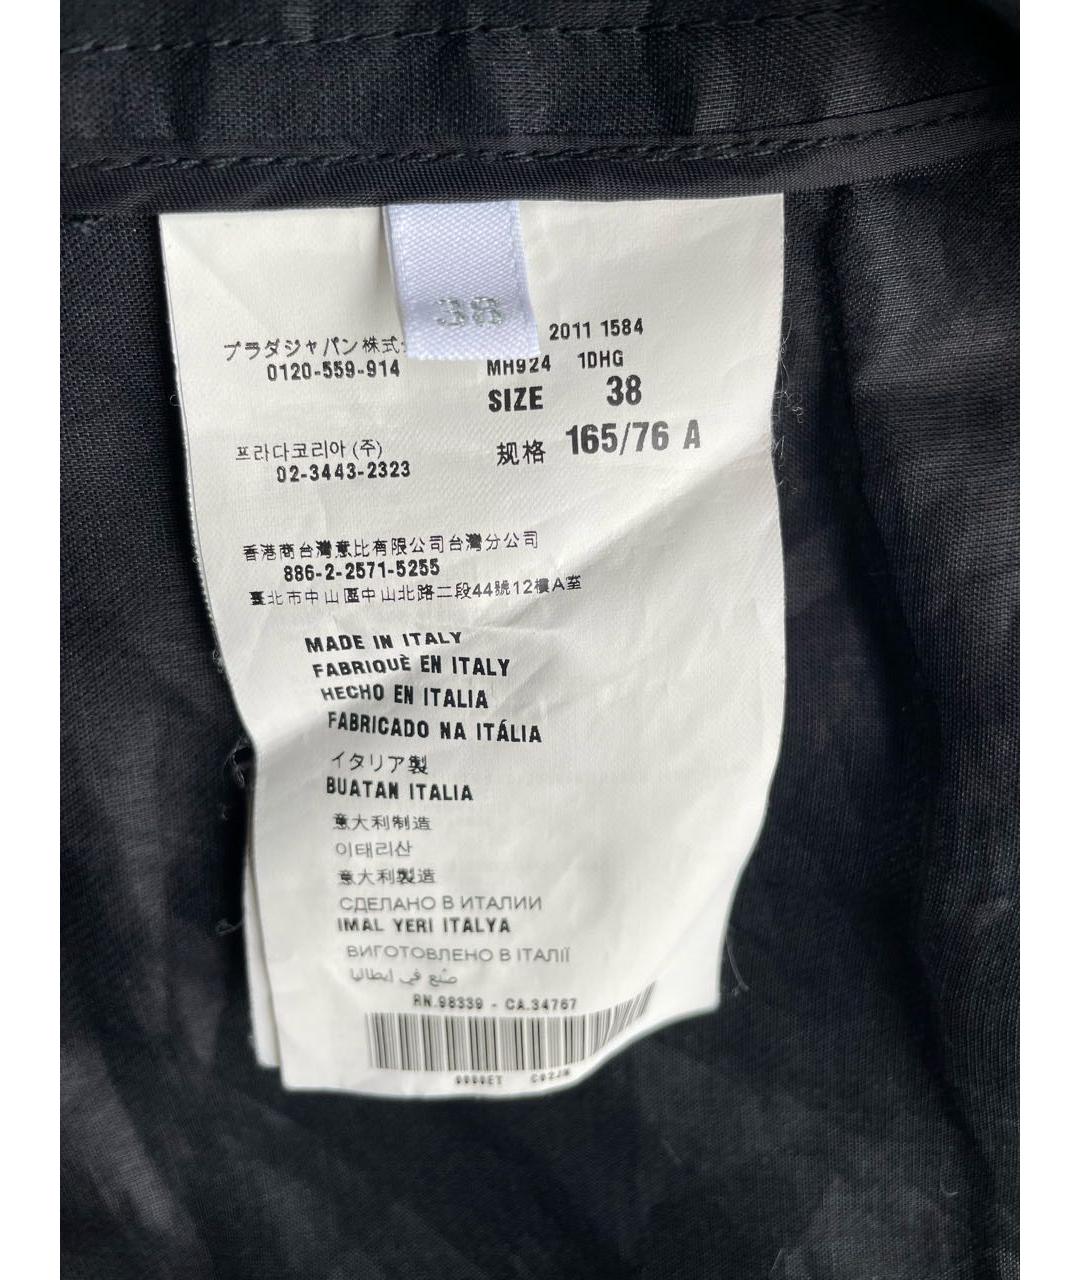 38
プラダジャパン株式
0120-559-914
2011 1584
MH924 1DHG
SIZE 38
规格 165/76 A
프라다코리아 (주)
02-3443-2323
香港商台灣意比有限公司台灣分公司
886-2-2571-5255
臺北市中山區中山北路二段44號12樓A室
MADE IN ITALY
FABRIQUÈ EN ITALY
HECHO EN ITALIA
FABRICADO NA ITÁLIA
イタリア製
BUATAN ITALIA
意大利制造
이태리산
意大利製造
СДЕЛАНО В ИТАЛИИ
IMAL YERI ITALYA
ВИГОТОВЛЕНО В ІТАЛІЇ
صُنع في إيطاليا
RN.98339 - CA.34767